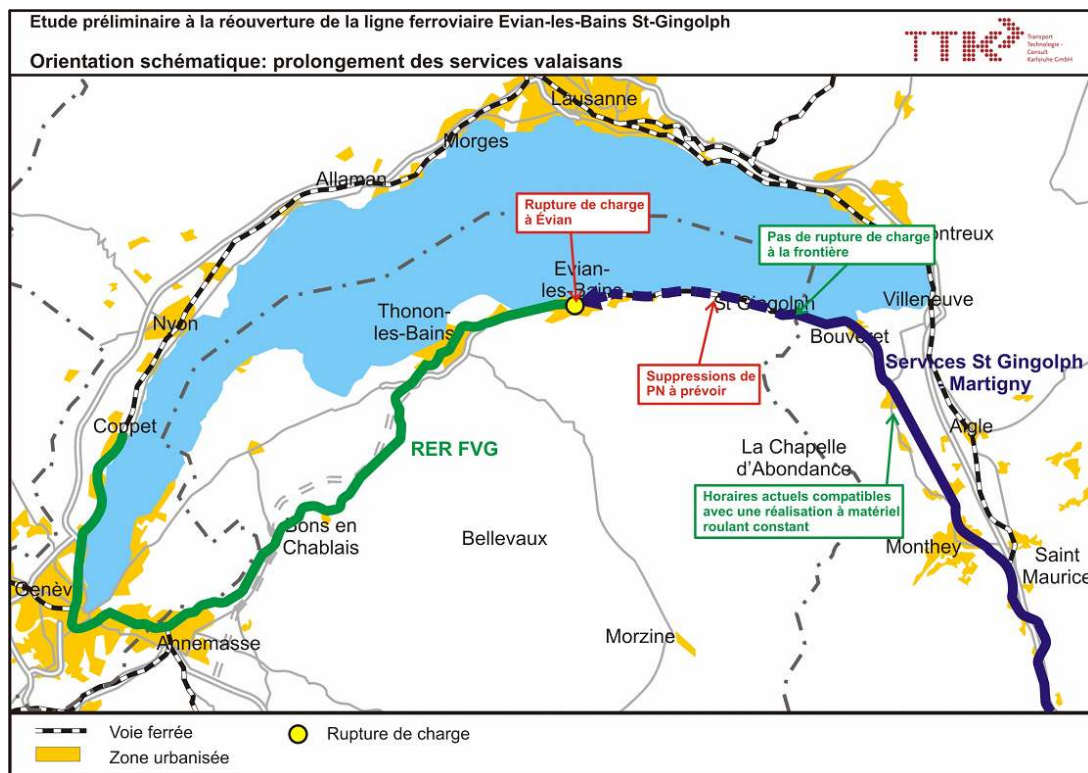 Etude préliminaire à la réouverture de la ligne ferroviaire Evian-les-Bains St-Gingolph
Orientation schématique: prolongement des services valaisans
TTK
Transport
Technologie -
Consult
Karlsruhe GmbH
Lausanne
Morges
Allaman
Rupture de charge
à Évian
Pas de rupture de charge
à la frontière
ntreux
Evian-
les-Bains
Thonon-
les-Bains
St Gingolph
Villeneuve
Nyon
Bouveret
Services St Gingolph
Martigny
Suppressions de
PN à prévoir
Coppet
RER FVG
Aigle
La Chapelle
d'Abondance
Horaires actuels compatibles
avec une réalisation à matériel
roulant constant
Bons en
Chablais
Bellevaux
Monthey
Saint
Maurice
Genèv
Annemasse
Morzine
Voie ferrée
Zone urbanisée
Rupture de charge